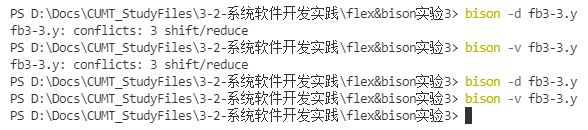 PS D:\Docs\CUMT_StudyFiles\3-2-系统软件开发实践\flex&bison实验3> bison -d fb3-3.y
fb3-3.y: conflicts: 3 shift/reduce
PS D:\Docs\CUMT_StudyFiles\3-2-系统软件开发实践\flex&bison实验3> bison -v fb3-3.y
fb3-3.y: conflicts: 3 shift/reduce
PS D:\Docs\CUMT_StudyFiles\3-2-系统软件开发实践\flex&bison实验3> bison -d fb3-3.y
PS D:\Docs\CUMT_StudyFiles\3-2-系统软件开发实践\flex&bison实验3> bison -v fb3-3.y
PS D:\Docs\CUMT_StudyFiles\3-2-系统软件开发实践\flex&bison实验3>